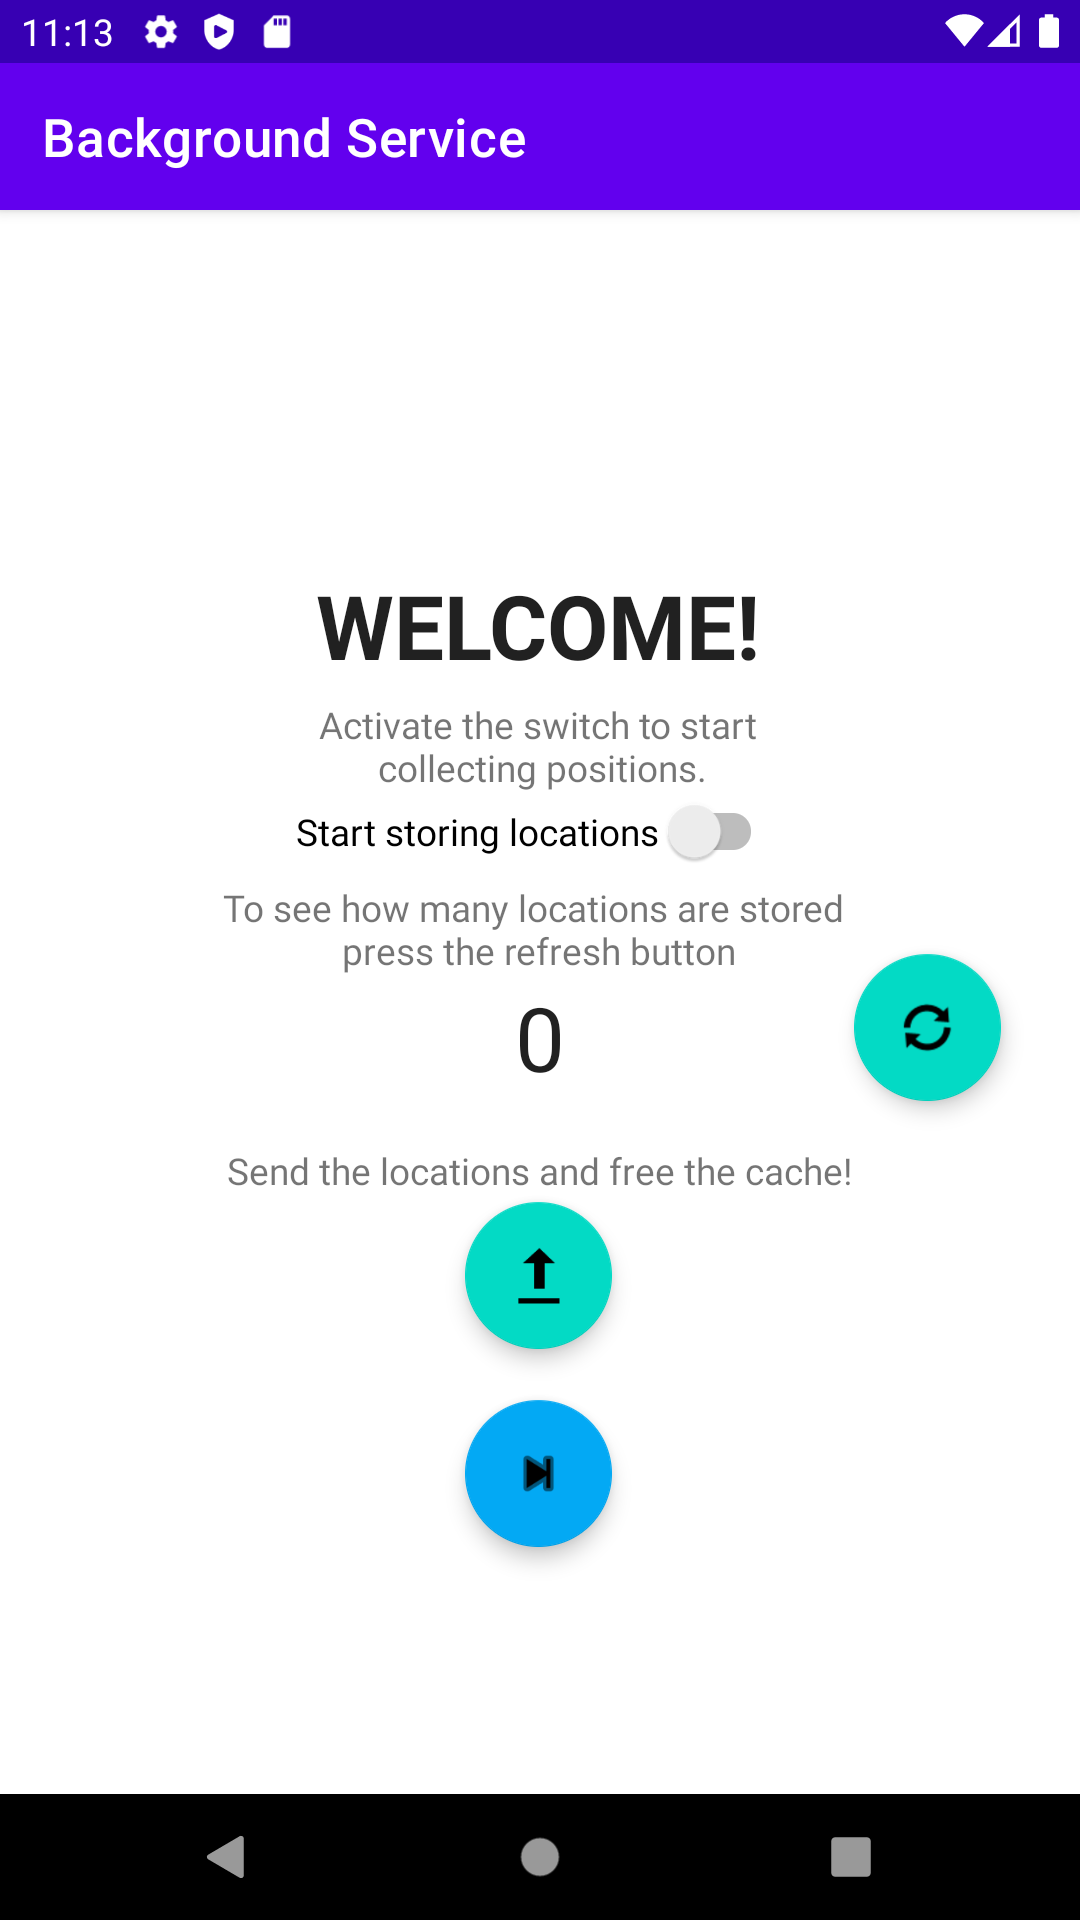 11:13
Background Service
WELCOME!
Activate the switch to start
collecting positions.
Start storing locations
To see how many locations are stored
press the refresh button
0
Send the locations and free the cache!